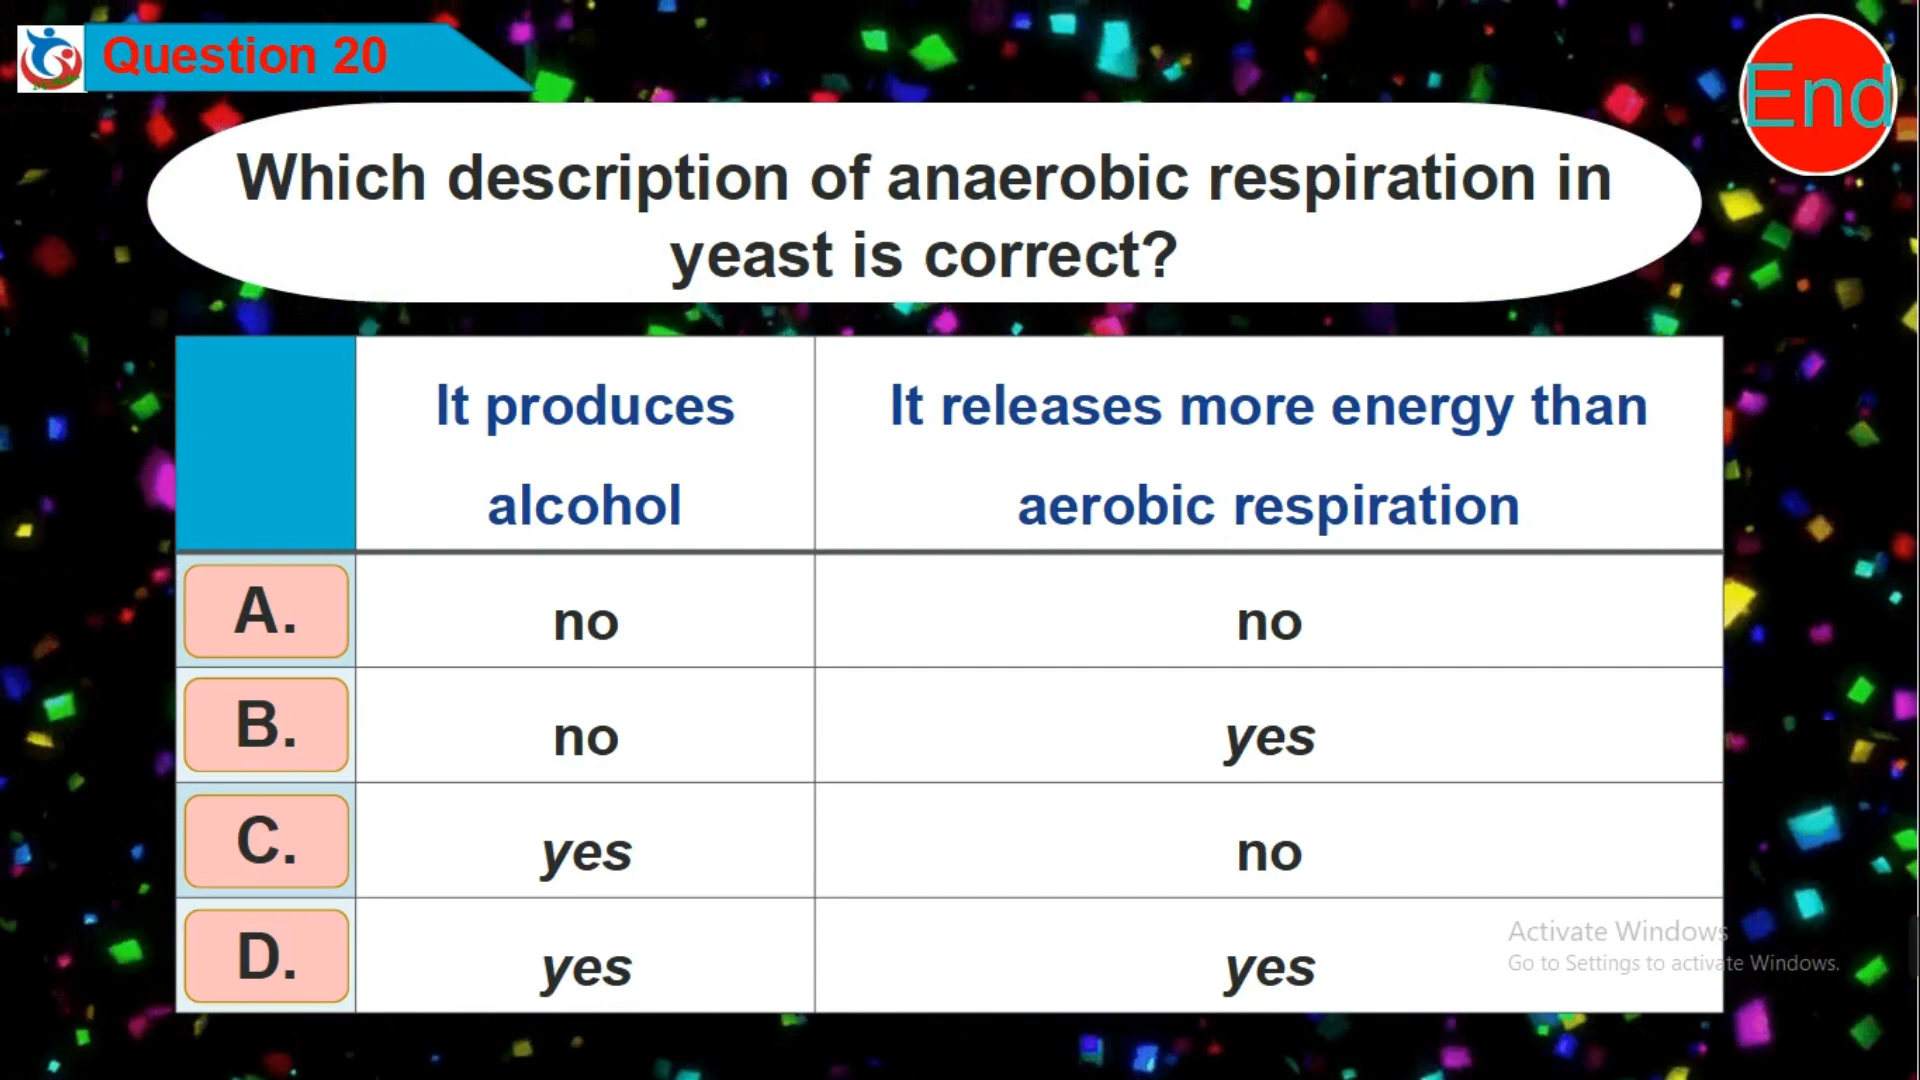 Question 20
End
Which description of anaerobic respiration in
yeast is correct?
It produces
alcohol
It releases more energy than
aerobic respiration
A. no no
B. no yes
C. yes no
D. yes yes
Activate Windows
Go to Settings to activate Windows.